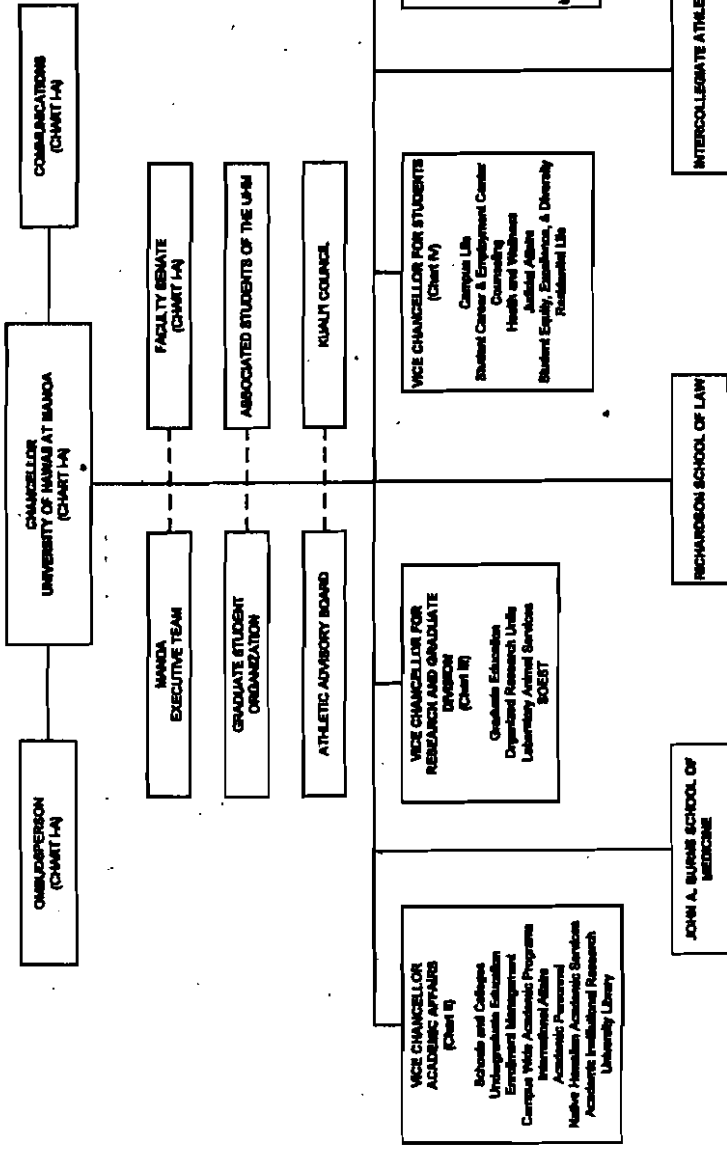 OMBUDSPERSON
(CHART I-A)
CHANCELLOR
UNIVERSITY OF HAWAII AT MANOA
(CHART I-A)
COMMUNICATIONS
(CHART I-A)
MANOA
EXECUTIVE TEAM
FACULTY SENATE
(CHART I-A)
GRADUATE STUDENT
ORGANIZATION
ASSOCIATED STUDENTS OF THE UHM
ATHLETIC ADVISORY BOARD
KUALI'I COUNCIL
VICE CHANCELLOR
ACADEMIC AFFAIRS
(Chart II)
Schools and Colleges
Undergraduate Education
Enrollment Management
Campus Wide Academic Programs
International Affairs
Academic Personnel
Native Hawaiian Academic Services
Academic Institutional Research
University Library
VICE CHANCELLOR FOR
RESEARCH AND GRADUATE
DIVISION
(Chart III)
Graduate Education
Organized Research Units
Laboratory Animal Services
SOEST
VICE CHANCELLOR FOR STUDENTS
(Chart IV)
Campus Life
Student Career & Employment Center
Counseling
Health and Wellness
Judicial Affairs
Student Equity, Excellence, & Diversity
Residential Life
JOHN A. BURNS SCHOOL OF
MEDICINE
RICHARDSON SCHOOL OF LAW
INTERCOLLEGIATE ATHLE